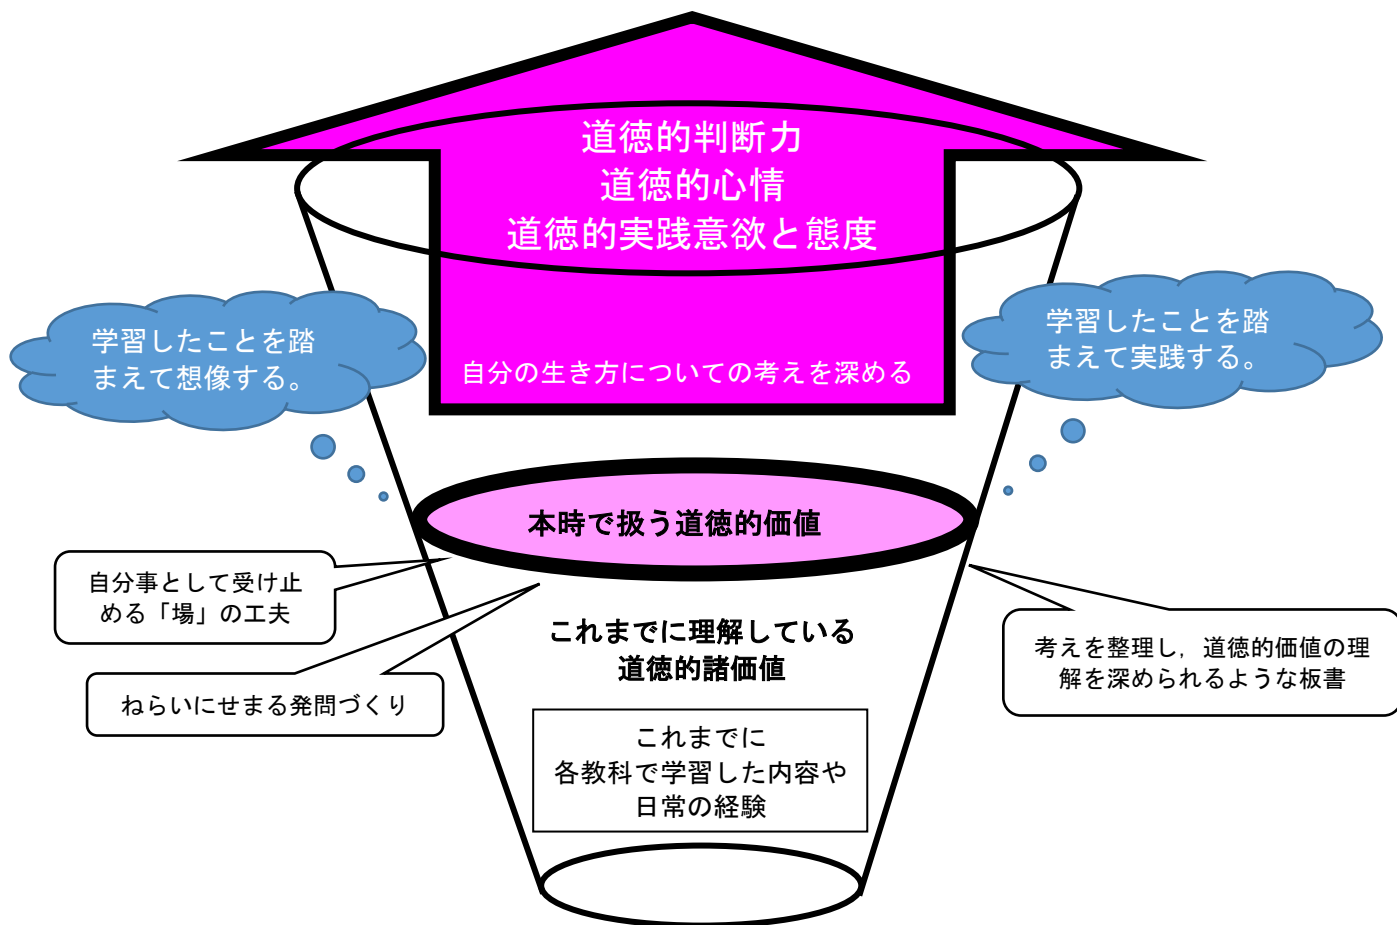 道徳的判断力
道徳的心情
道徳的実践意欲と態度
学習したことを踏
まえて想像する。
学習したことを踏
まえて実践する。
自分の生き方についての考えを深める
本時で扱う道徳的価値
自分事として受け止
める「場」の工夫
ねらいにせまる発問づくり
これまでに理解している
道徳的諸価値
考えを整理し，道徳的価値の理
解を深められるような板書
これまでに
各教科で学習した内容や
日常の経験